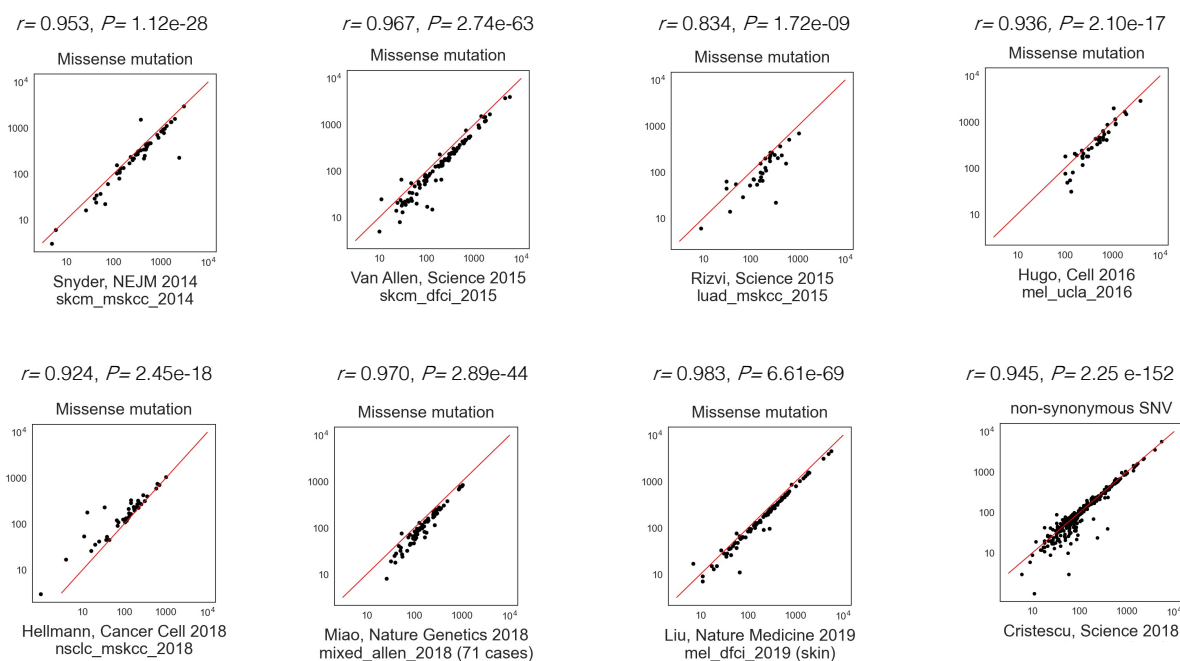 r= 0.953, P= 1.12e-28
Missense mutation
10⁴
1000
100
10
10 100 1000 10⁴
Snyder, NEJM 2014
skcm_mskcc_2014
r= 0.967, P= 2.74e-63
Missense mutation
10⁴
1000
100
10
10 100 1000 10⁴
Van Allen, Science 2015
skcm_dfci_2015
r= 0.834, P= 1.72e-09
Missense mutation
10⁴
1000
100
10
10 100 1000 10⁴
Rizvi, Science 2015
luad_mskcc_2015
r= 0.936, P= 2.10e-17
Missense mutation
10⁴
1000
100
10
10 100 1000 10⁴
Hugo, Cell 2016
mel_ucla_2016
r= 0.924, P= 2.45e-18
Missense mutation
10⁴
1000
100
10
10 100 1000 10⁴
Hellmann, Cancer Cell 2018
nsclc_mskcc_2018
r= 0.970, P= 2.89e-44
Missense mutation
10⁴
1000
100
10
10 100 1000 10⁴
Miao, Nature Genetics 2018
mixed_allen_2018 (71 cases)
r= 0.983, P= 6.61e-69
Missense mutation
10⁴
1000
100
10
10 100 1000 10⁴
Liu, Nature Medicine 2019
mel_dfci_2019 (skin)
r= 0.945, P= 2.25 e-152
non-synonymous SNV
10⁴
1000
100
10
10 100 1000 10⁴
Cristescu, Science 2018